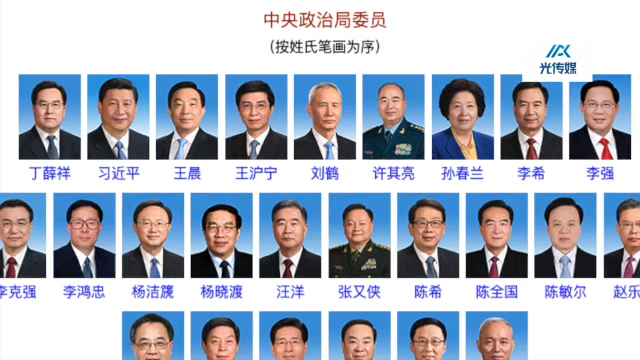 中央政治局委员
(按姓氏笔画为序)
光传媒
丁薛祥 习近平 王晨 王沪宁 刘鹤 许其亮 孙春兰 李希 李强
李克强 李鸿忠 杨洁篪 杨晓渡 汪洋 张又侠 陈希 陈全国 陈敏尔 赵乐